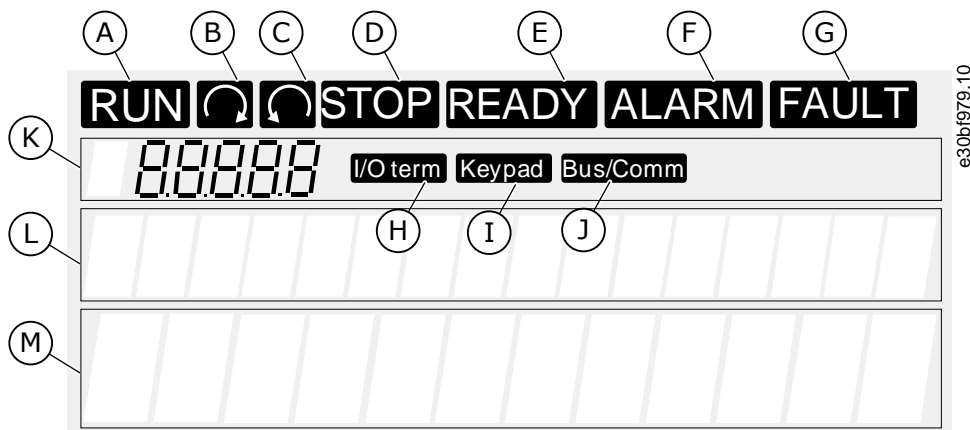 A B C D E F G
RUN STOP READY ALARM FAULT
K 8.8.8.8.8 I/O term Keypad Bus/Comm
H I J
L
M
e30bf979.10